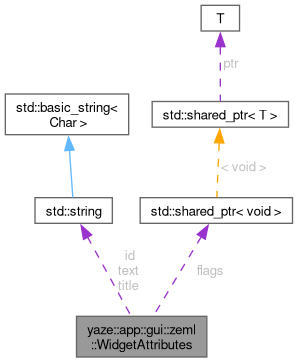 T
ptr
std::basic_string<
Char >
std::shared_ptr< T >
< void >
std::string
std::shared_ptr< void >
id
text
title
flags
yaze::app::gui::zeml
::WidgetAttributes